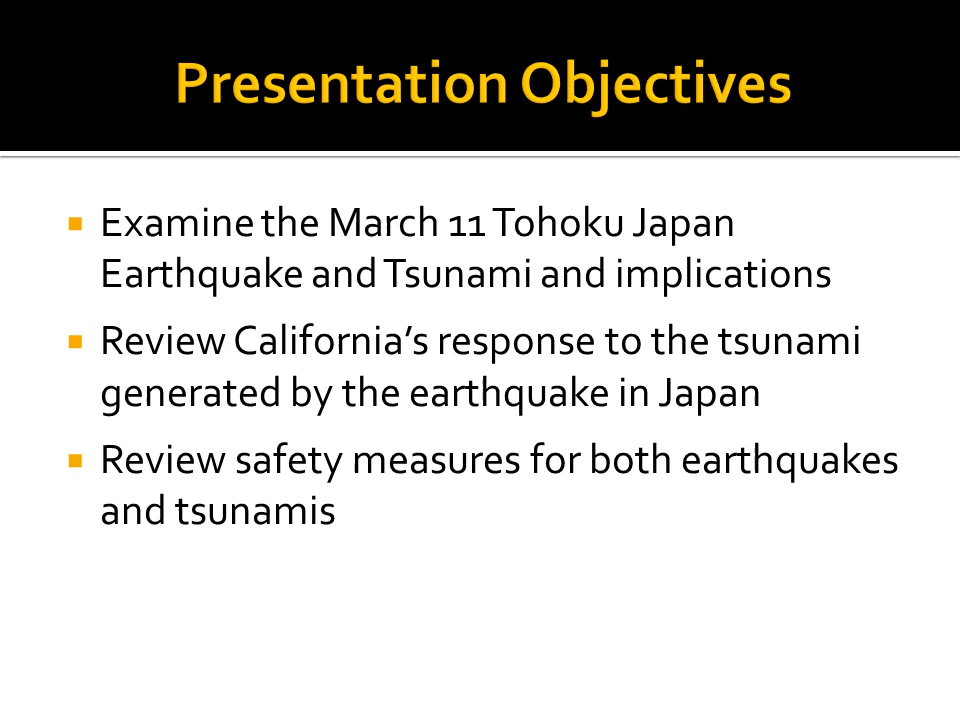 Presentation Objectives
Examine the March 11 Tohoku Japan
Earthquake and Tsunami and implications
Review California’s response to the tsunami
generated by the earthquake in Japan
Review safety measures for both earthquakes
and tsunamis